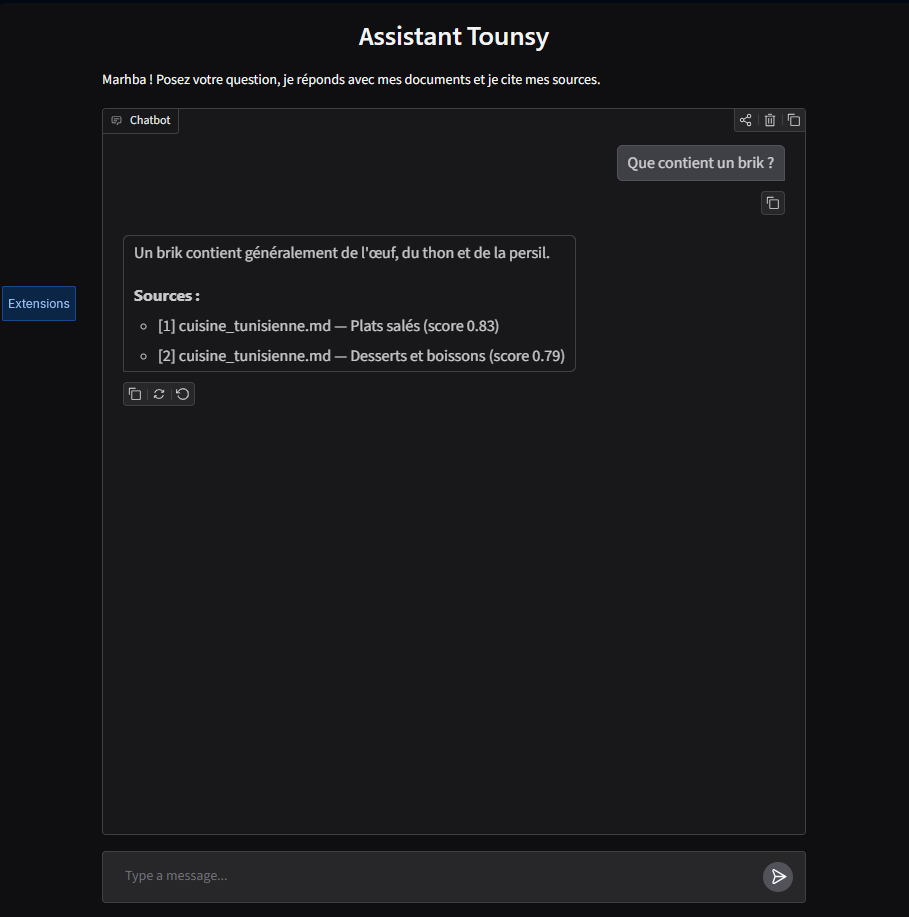 Assistant Tounsy
Marhba ! Posez votre question, je réponds avec mes documents et je cite mes sources.
Chatbot
Que contient un brik ?
Un brik contient généralement de l'œuf, du thon et de la persil.
Extensions
Sources :
[1] cuisine_tunisienne.md — Plats salés (score 0.83)
[2] cuisine_tunisienne.md — Desserts et boissons (score 0.79)
Type a message...